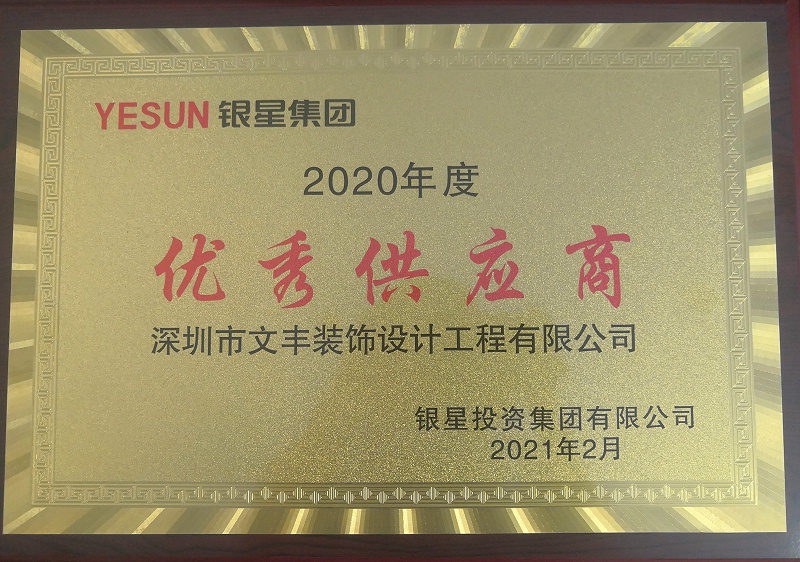 YESUN 银星集团
2020年度
优秀供应商
深圳市文丰装饰设计工程有限公司
银星投资集团有限公司
2021年2月